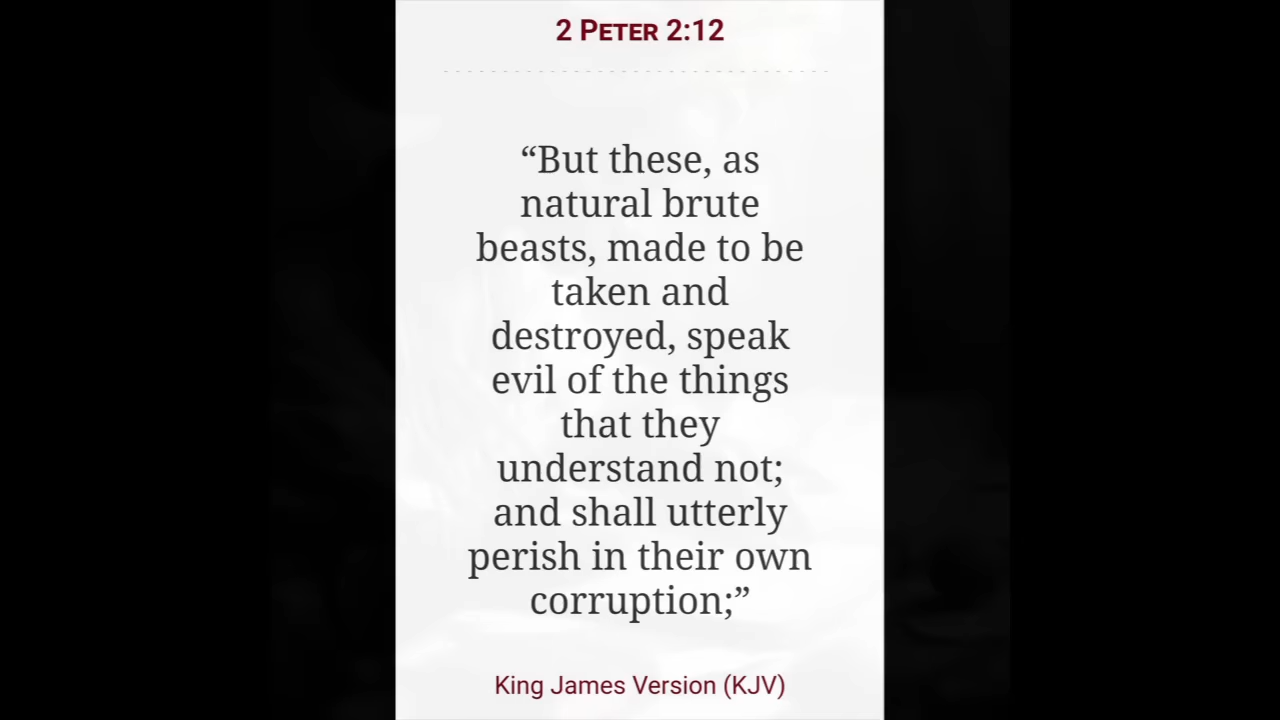 2 Peter 2:12
“But these, as
natural brute
beasts, made to be
taken and
destroyed, speak
evil of the things
that they
understand not;
and shall utterly
perish in their own
corruption;”
King James Version (KJV)